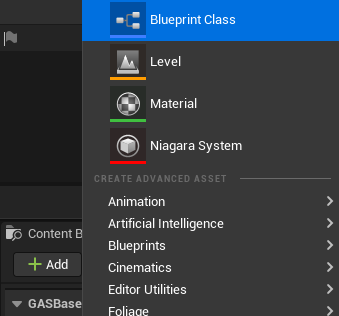 Blueprint Class
Level
Material
Niagara System
CREATE ADVANCED ASSET
Animation
Artificial Intelligence
Blueprints
Cinematics
Editor Utilities
Foliage
Content B
Add
GASBase